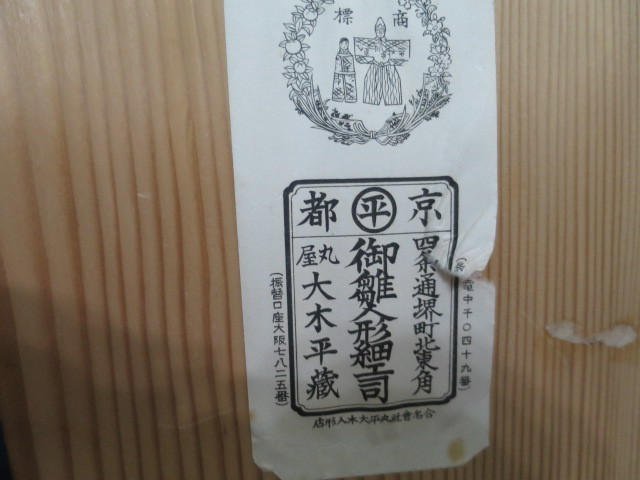 商標
京 平 都
電中千〇四十九番)
四条通堺町北東角
御雛人形細工司
丸屋 大木平藏
(振替口座大阪七八二五番)
合名會社丸平大木人形店